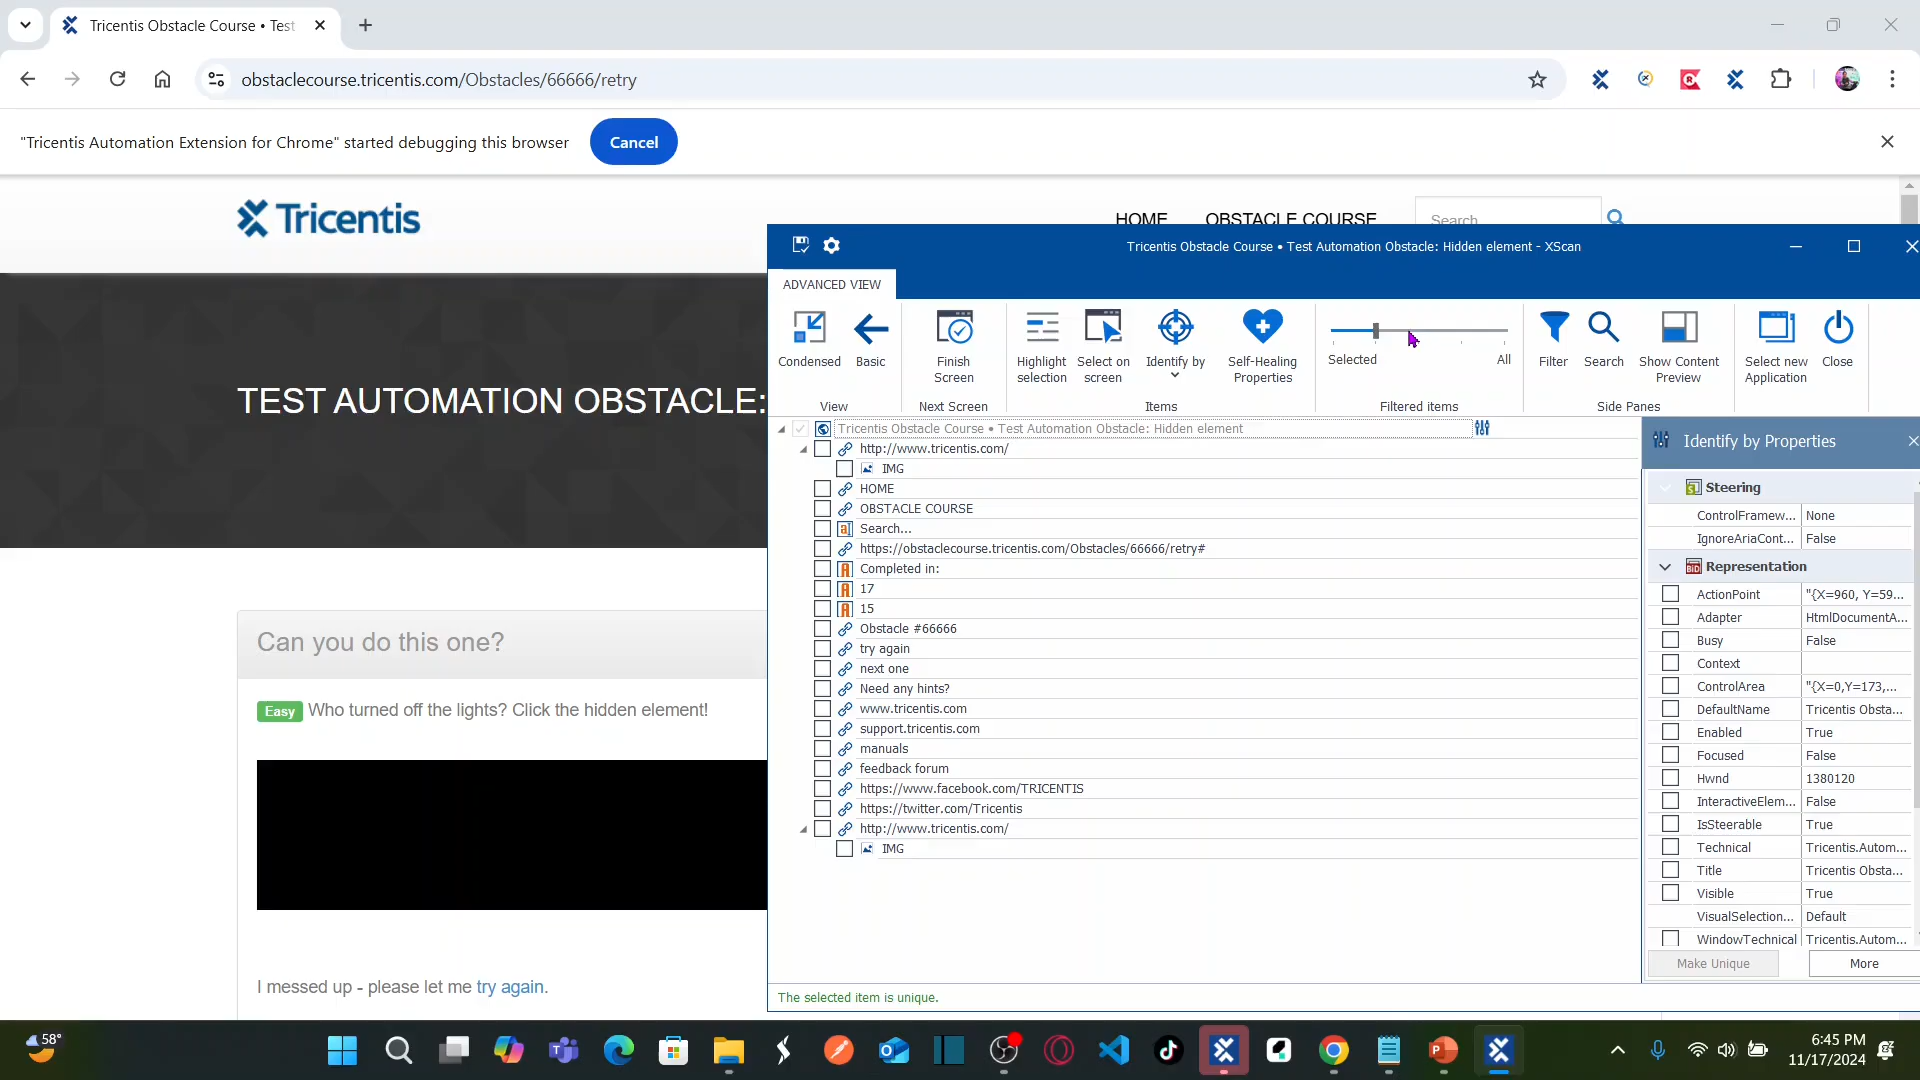 Tricentis Obstacle Course • Test
obstaclecourse.tricentis.com/Obstacles/66666/retry
"Tricentis Automation Extension for Chrome" started debugging this browser
Cancel
Tricentis
HOME
OBSTACLE COURSE
Search
TEST AUTOMATION OBSTACLE:
Can you do this one?
Easy Who turned off the lights? Click the hidden element!
I messed up - please let me try again.
Tricentis Obstacle Course • Test Automation Obstacle: Hidden element - XScan
ADVANCED VIEW
Condensed
Basic
View
Finish Screen
Next Screen
Highlight selection
Select on screen
Identify by
Self-Healing Properties
Items
Selected
All
Filtered items
Filter
Search
Show Content Preview
Side Panes
Select new Application
Close
Tricentis Obstacle Course • Test Automation Obstacle: Hidden element
http://www.tricentis.com/
IMG
HOME
OBSTACLE COURSE
Search...
https://obstaclecourse.tricentis.com/Obstacles/66666/retry#
Completed in:
17
15
Obstacle #66666
try again
next one
Need any hints?
www.tricentis.com
support.tricentis.com
manuals
feedback forum
https://www.facebook.com/TRICENTIS
https://twitter.com/Tricentis
http://www.tricentis.com/
IMG
The selected item is unique.
Identify by Properties
Steering
ControlFramew... None
IgnoreAriaCont... False
Representation
ActionPoint "{X=960, Y=59...
Adapter HtmlDocumentA...
Busy False
Context
ControlArea "{X=0,Y=173,...
DefaultName Tricentis Obsta...
Enabled True
Focused False
Hwnd 1380120
InteractiveElem... False
IsSteerable True
Technical Tricentis.Autom...
Title Tricentis Obsta...
Visible True
VisualSelection... Default
WindowTechnical Tricentis.Autom...
Make Unique
More
58°
6:45 PM
11/17/2024